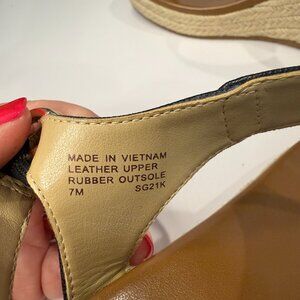 MADE IN VIETNAM
LEATHER UPPER
RUBBER OUTSOLE
7M SG21K